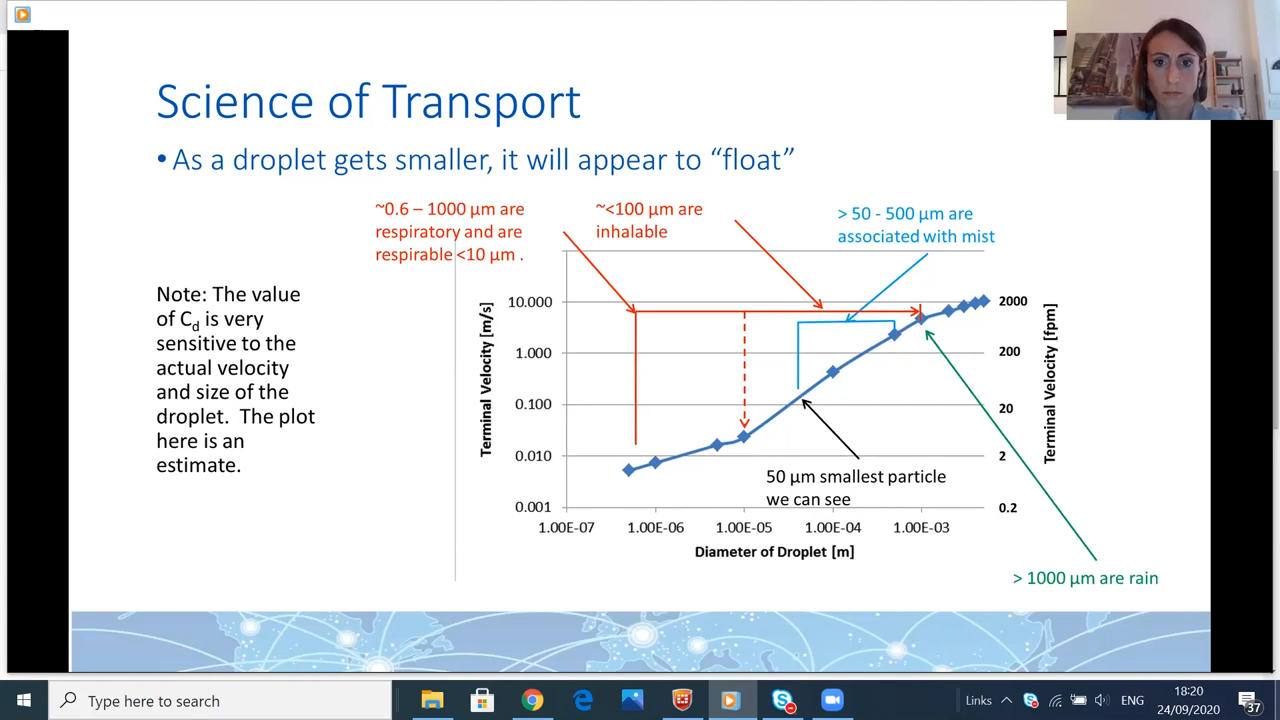 Science of Transport
• As a droplet gets smaller, it will appear to “float”
~0.6 – 1000 µm are
respiratory and are
respirable <10 µm .
~<100 µm are
inhalable
> 50 - 500 µm are
associated with mist
Note: The value
of Cd is very
sensitive to the
actual velocity
and size of the
droplet. The plot
here is an
estimate.
Terminal Velocity [m/s]
10.000
1.000
0.100
0.010
0.001
2000
200
20
2
0.2
Terminal Velocity [fpm]
50 µm smallest particle
we can see
1.00E-07 1.00E-06 1.00E-05 1.00E-04 1.00E-03
Diameter of Droplet [m]
> 1000 µm are rain
Type here to search
Links
ENG
18:20
24/09/2020
37